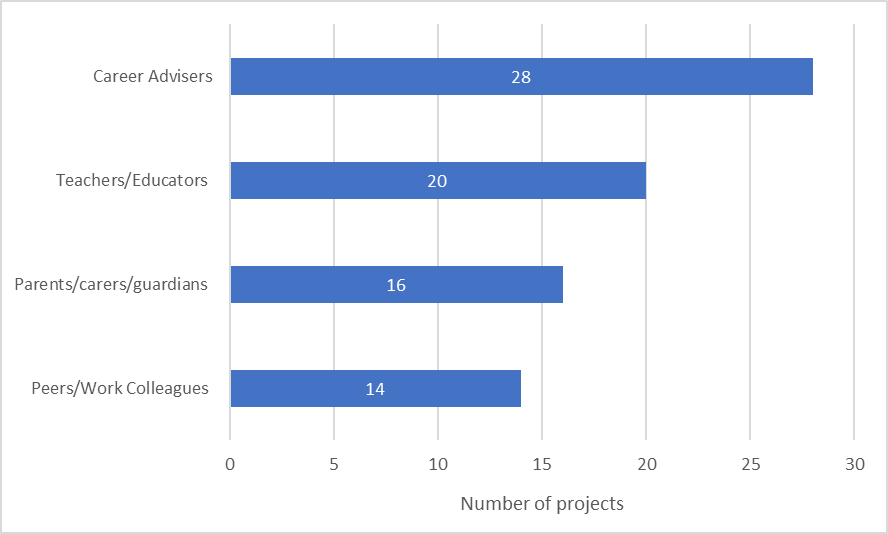 Career Advisers
28
Teachers/Educators
20
Parents/carers/guardians
16
Peers/Work Colleagues
14
0 5 10 15 20 25 30
Number of projects